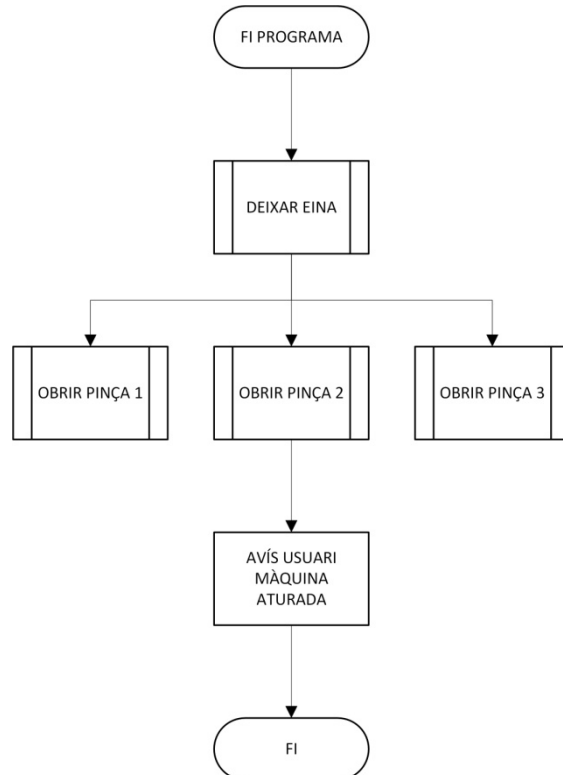 FI PROGRAMA
DEIXAR EINA
OBRIR PINÇA 1
OBRIR PINÇA 2
OBRIR PINÇA 3
AVÍS USUARI
MÀQUINA
ATURADA
FI